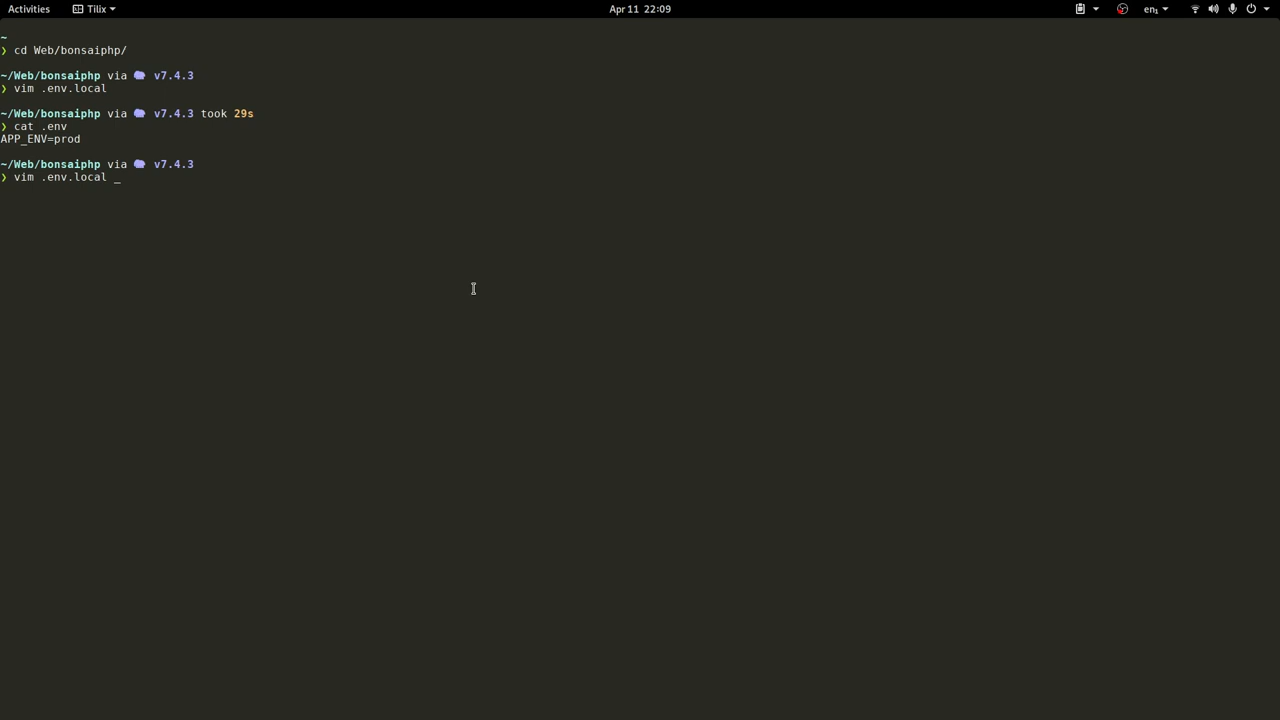 Activities Tilix Apr 11 22:09 en₁
~
❯ cd Web/bonsaiphp/
~/Web/bonsaiphp via 🐘 v7.4.3
❯ vim .env.local
~/Web/bonsaiphp via 🐘 v7.4.3 took 29s
❯ cat .env
APP_ENV=prod
~/Web/bonsaiphp via 🐘 v7.4.3
❯ vim .env.local _